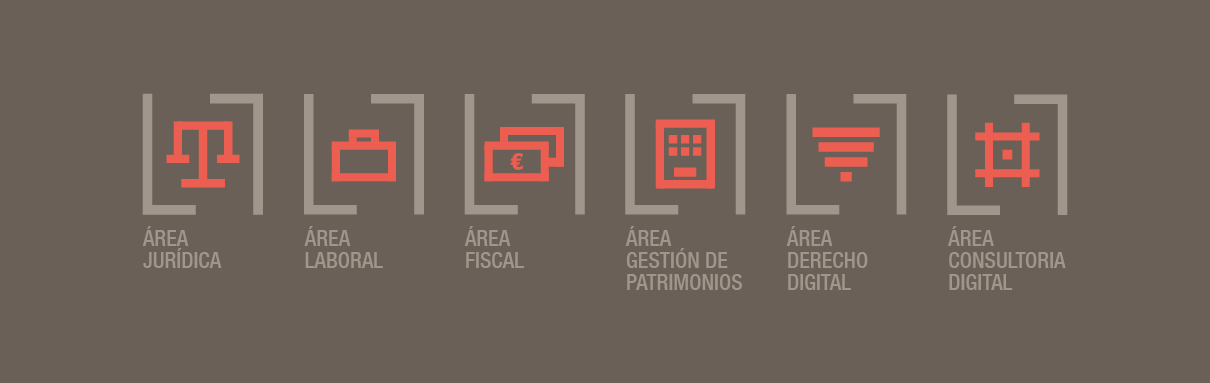 €
ÁREA
JURÍDICA
ÁREA
LABORAL
ÁREA
FISCAL
ÁREA
GESTIÓN DE
PATRIMONIOS
ÁREA
DERECHO
DIGITAL
ÁREA
CONSULTORIA
DIGITAL